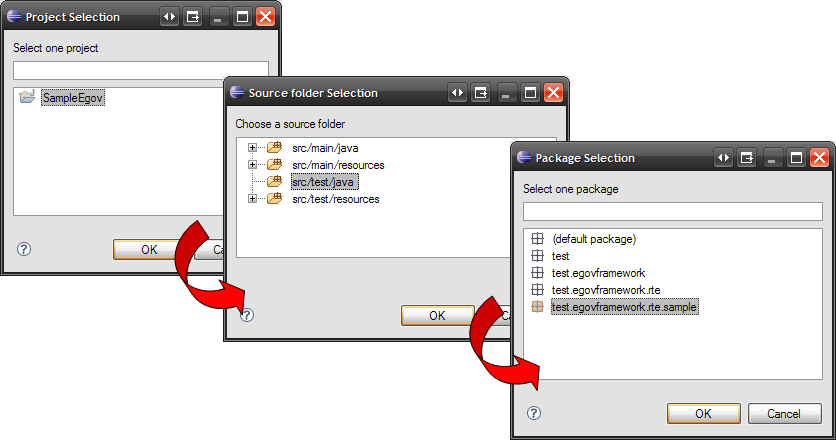 Project Selection
Select one project
SampleEgov
OK
Source folder Selection
Choose a source folder
src/main/java
src/main/resources
src/test/java
src/test/resources
OK
Package Selection
Select one package
(default package)
test
test.egovframework
test.egovframework.rte
test.egovframework.rte.sample
OK
Cancel